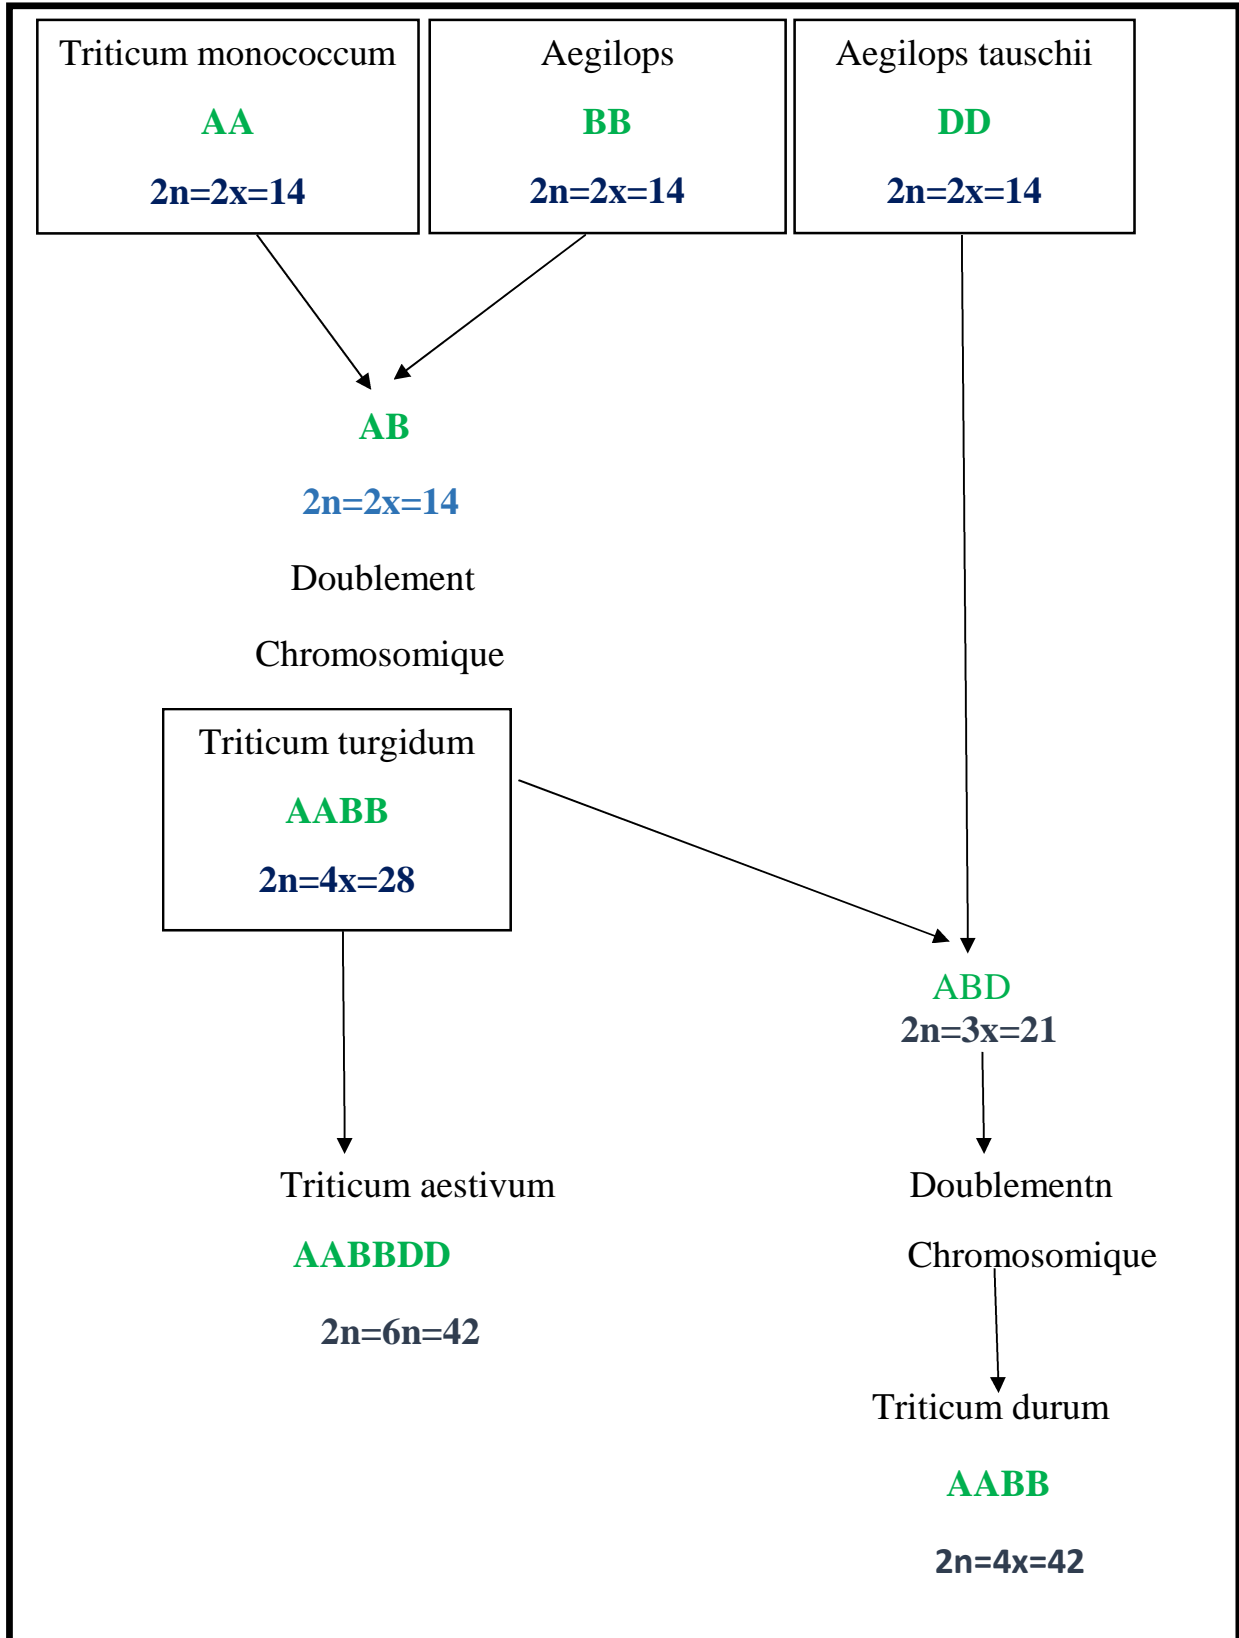 Triticum monococcum
AA
2n=2x=14
Aegilops
BB
2n=2x=14
Aegilops tauschii
DD
2n=2x=14
AB
2n=2x=14
Doublement
Chromosomique
Triticum turgidum
AABB
2n=4x=28
ABD
2n=3x=21
Triticum aestivum
AABBDD
2n=6n=42
Doublementn
Chromosomique
Triticum durum
AABB
2n=4x=42